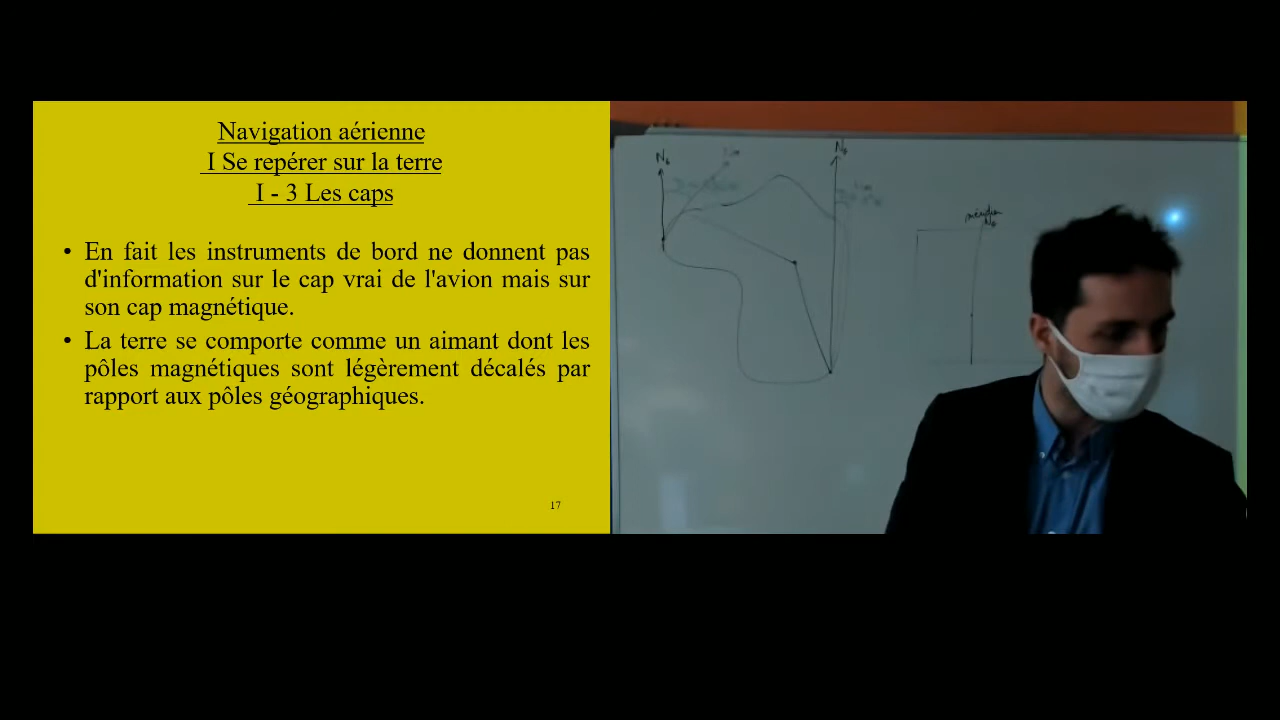 Navigation aérienne
I Se repérer sur la terre
I - 3 Les caps
• En fait les instruments de bord ne donnent pas
d'information sur le cap vrai de l'avion mais sur
son cap magnétique.
• La terre se comporte comme un aimant dont les
pôles magnétiques sont légèrement décalés par
rapport aux pôles géographiques.
17
méridien